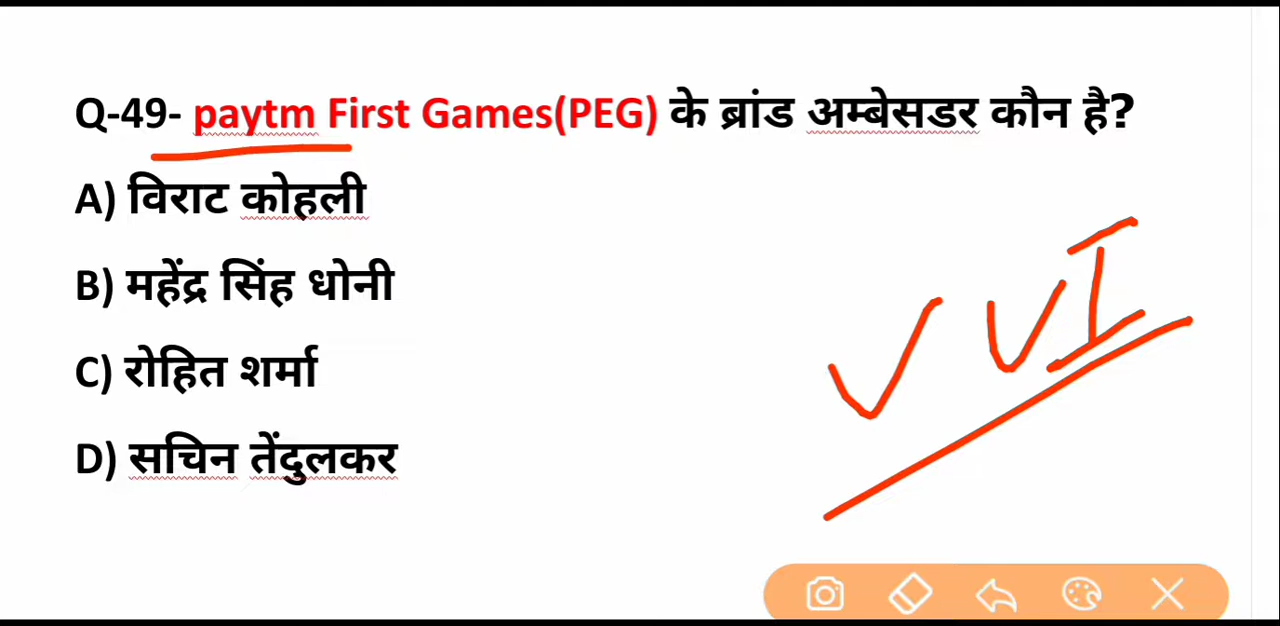 Q-49- paytm First Games(PEG) के ब्रांड अम्बेसडर कौन है?
A) विराट कोहली
B) महेंद्र सिंह धोनी
C) रोहित शर्मा
D) सचिन तेंदुलकर
VVI